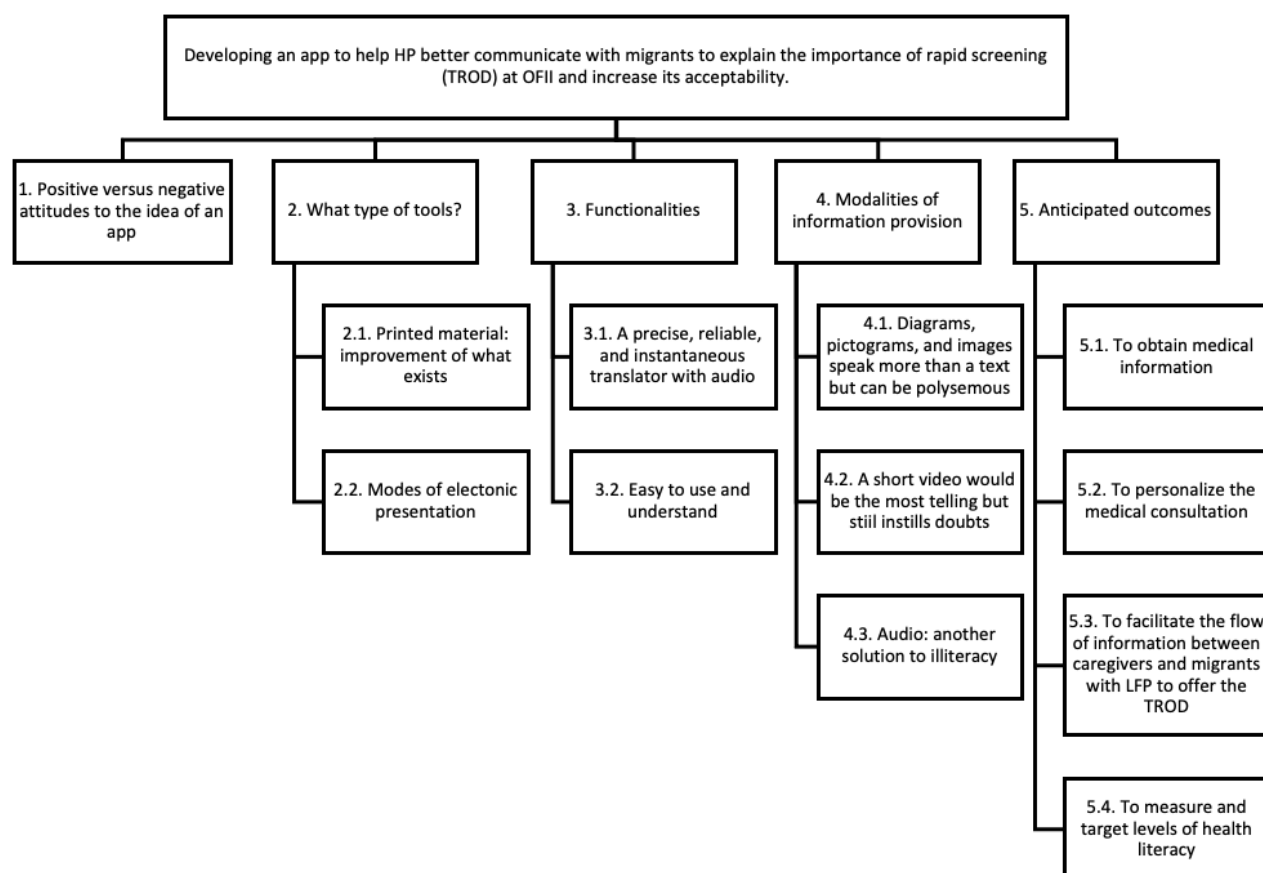 Developing an app to help HP better communicate with migrants to explain the importance of rapid screening
(TROD) at OFII and increase its acceptability.
1. Positive versus negative
attitudes to the idea of an
app
2. What type of tools?
3. Functionalities
4. Modalities of
information provision
5. Anticipated outcomes
2.1. Printed material:
improvement of what
exists
2.2. Modes of electonic
presentation
3.1. A precise, reliable,
and instantaneous
translator with audio
3.2. Easy to use and
understand
4.1. Diagrams,
pictograms, and images
speak more than a text
but can be polysemous
4.2. A short video would
be the most telling but
stiil instills doubts
4.3. Audio: another
solution to illiteracy
5.1. To obtain medical
information
5.2. To personalize the
medical consultation
5.3. To facilitate the flow
of information between
caregivers and migrants
with LFP to offer the
TROD
5.4. To measure and
target levels of health
literacy